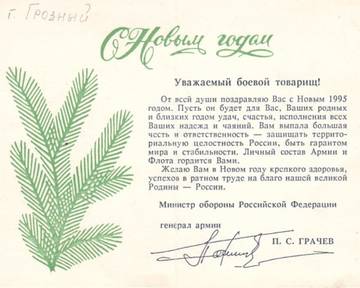 г. Грозный
С Новым годом
Уважаемый боевой товарищ!
От всей души поздравляю Вас с Новым 1995
годом. Пусть он будет для Вас, Ваших родных
и близких годом удач, счастья, исполнения всех
Ваших надежд и чаяний. Вам выпала большая
честь и ответственность — защищать террито-
риальную целостность России, быть гарантом
мира и стабильности. Личный состав Армии и
Флота гордится Вами.
Желаю Вам в Новом году крепкого здоровья,
успехов в ратном труде на благо нашей великой
Родины — России.
Министр обороны Российской Федерации
генерал армии
П. С. ГРАЧЕВ